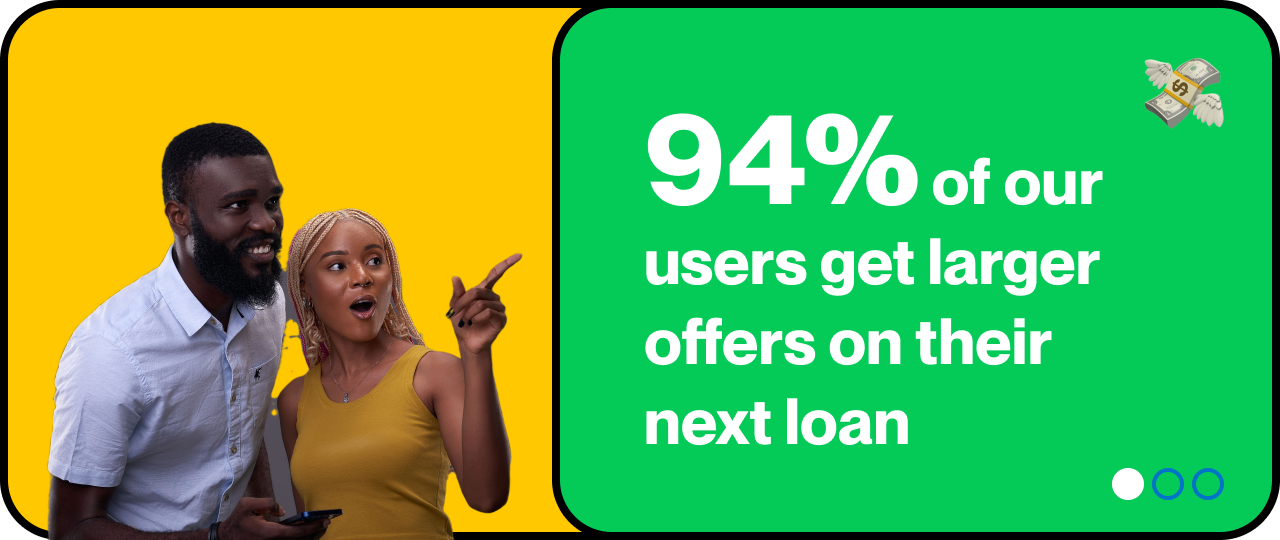 94% of our
users get larger
offers on their
next loan